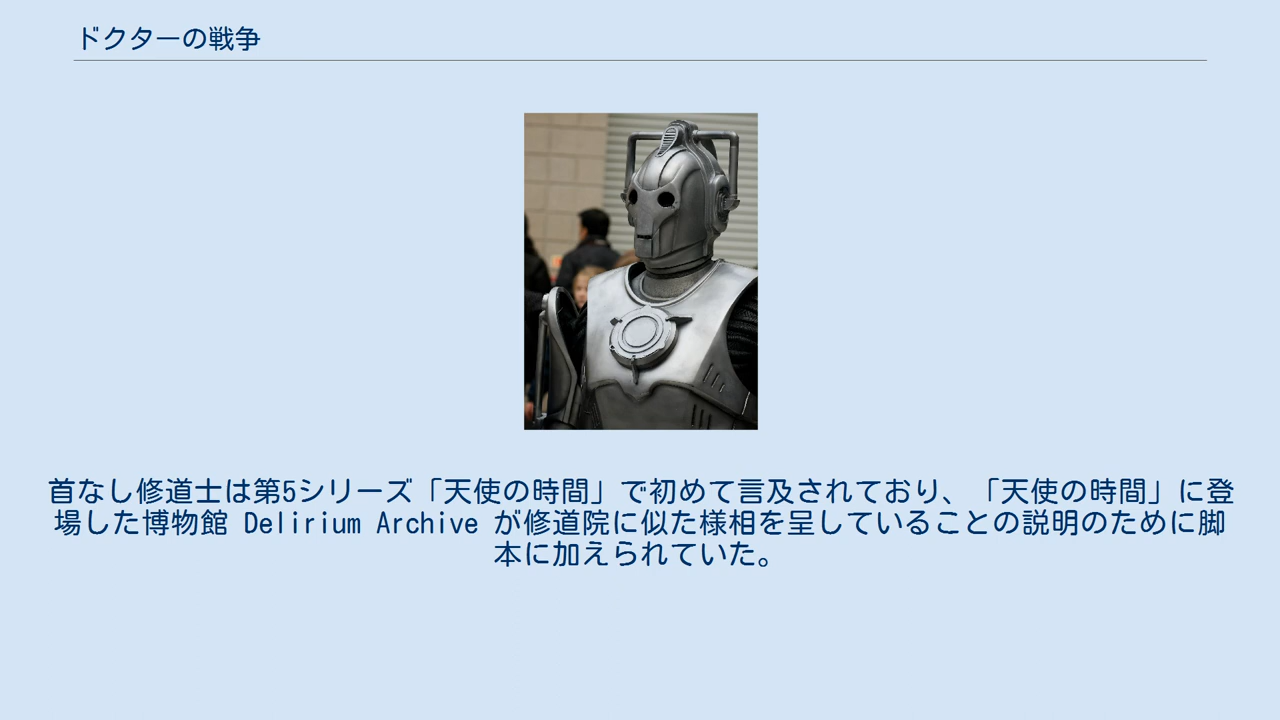 ドクターの戦争
首なし修道士は第5シリーズ「天使の時間」で初めて言及されており、「天使の時間」に登
場した博物館 Delirium Archive が修道院に似た様相を呈していることの説明のために脚
本に加えられていた。